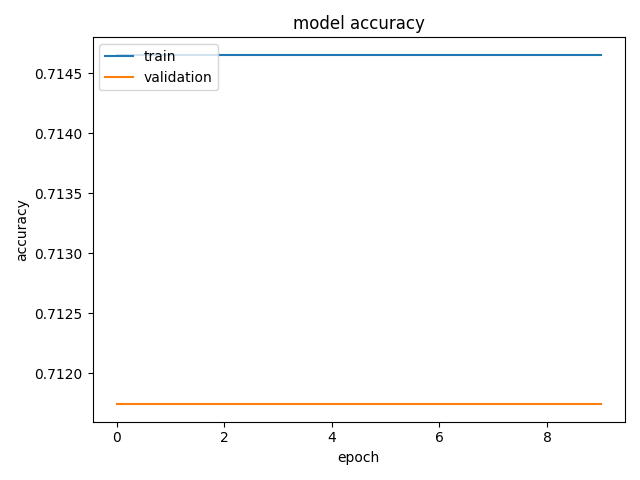 model accuracy
train
validation
0.7145
0.7140
0.7135
0.7130
0.7125
0.7120
accuracy
0 2 4 6 8
epoch